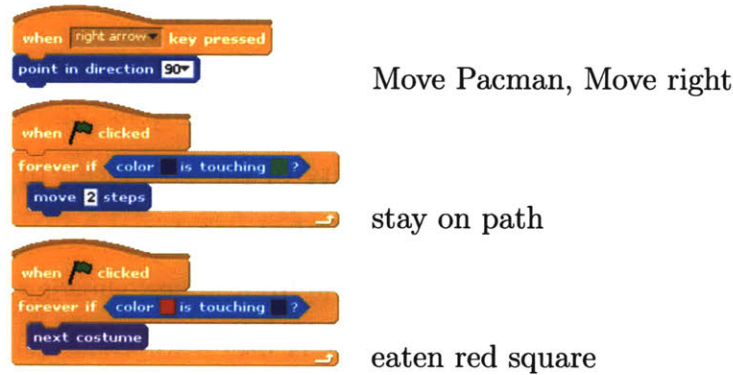 when right arrow key pressed
point in direction 90
Move Pacman, Move right
when clicked
forever if color is touching ?
move 2 steps
stay on path
when clicked
forever if color is touching ?
next costume
eaten red square